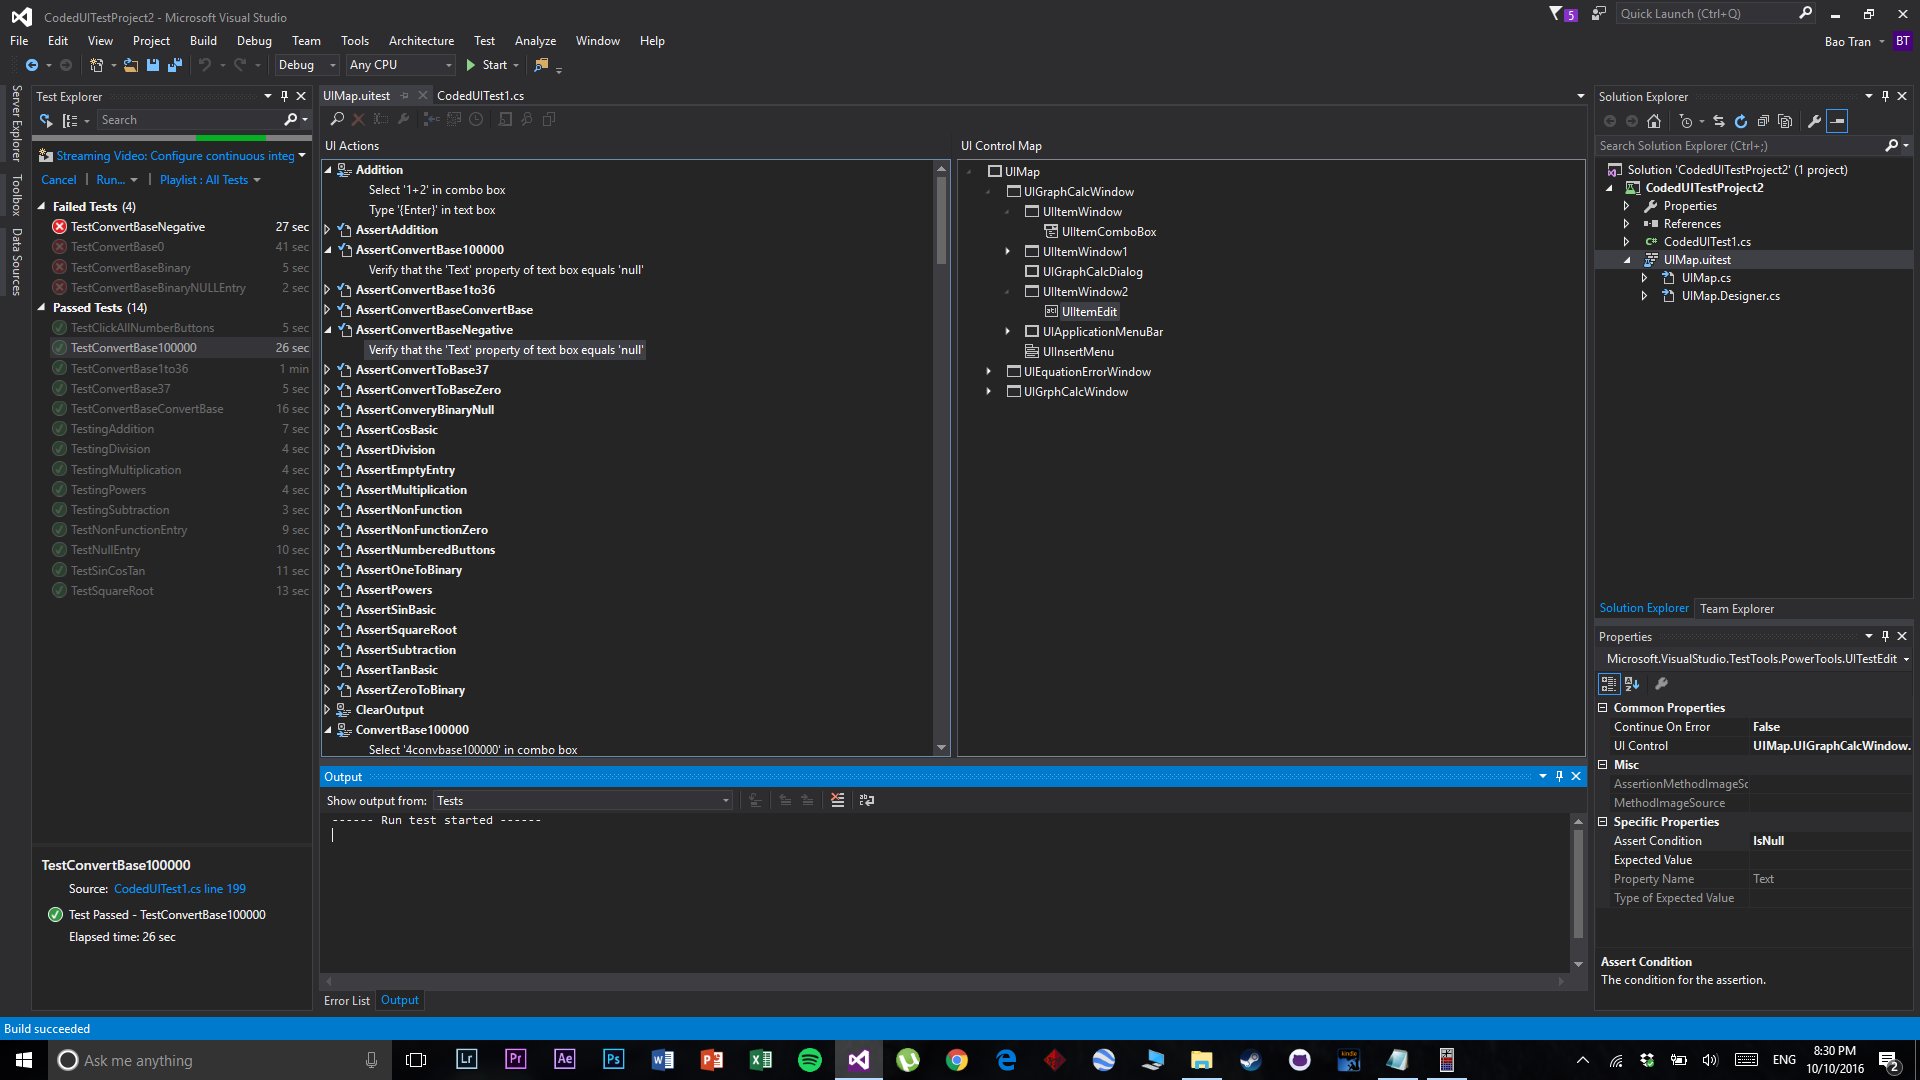 CodedUITestProject2 - Microsoft Visual Studio
5
Quick Launch (Ctrl+Q)
File Edit View Project Build Debug Team Tools Architecture Test Analyze Window Help
Bao Tran BT
Debug Any CPU Start
Server Explorer
Toolbox
Data Sources
Test Explorer
Search
Streaming Video: Configure continuous integ
Cancel Run... Playlist : All Tests
Failed Tests (4)
TestConvertBaseNegative 27 sec
TestConvertBase0 41 sec
TestConvertBaseBinary 5 sec
TestConvertBaseBinaryNULLEntry 2 sec
Passed Tests (14)
TestClickAllNumberButtons 5 sec
TestConvertBase100000 26 sec
TestConvertBase1to36 1 min
TestConvertBase37 5 sec
TestConvertBaseConvertBase 16 sec
TestingAddition 7 sec
TestingDivision 4 sec
TestingMultiplication 4 sec
TestingPowers 4 sec
TestingSubtraction 3 sec
TestNonFunctionEntry 9 sec
TestNullEntry 10 sec
TestSinCosTan 11 sec
TestSquareRoot 13 sec
TestConvertBase100000
Source: CodedUITest1.cs line 199
Test Passed - TestConvertBase100000
Elapsed time: 26 sec
UIMap.uitest CodedUITest1.cs
UI Actions
Addition
Select '1+2' in combo box
Type '{Enter}' in text box
AssertAddition
AssertConvertBase100000
Verify that the 'Text' property of text box equals 'null'
AssertConvertBase1to36
AssertConvertBaseConvertBase
AssertConvertBaseNegative
Verify that the 'Text' property of text box equals 'null'
AssertConvertToBase37
AssertConvertToBaseZero
AssertConveryBinaryNull
AssertCosBasic
AssertDivision
AssertEmptyEntry
AssertMultiplication
AssertNonFunction
AssertNonFunctionZero
AssertNumberedButtons
AssertOneToBinary
AssertPowers
AssertSinBasic
AssertSquareRoot
AssertSubtraction
AssertTanBasic
AssertZeroToBinary
ClearOutput
ConvertBase100000
Select '4convbase100000' in combo box
UI Control Map
UIMap
UIGraphCalcWindow
UIItemWindow
UIItemComboBox
UIItemWindow1
UIGraphCalcDialog
UIItemWindow2
UIItemEdit
UIApplicationMenuBar
UIInsertMenu
UIEquationErrorWindow
UIGrphCalcWindow
Output
Show output from: Tests
------ Run test started ------
Error List Output
Solution Explorer
Search Solution Explorer (Ctrl+;)
Solution 'CodedUITestProject2' (1 project)
CodedUITestProject2
Properties
References
C# CodedUITest1.cs
UIMap.uitest
UIMap.cs
UIMap.Designer.cs
Solution Explorer Team Explorer
Properties
Microsoft.VisualStudio.TestTools.PowerTools.UITestEdit
Common Properties
Continue On Error False
UI Control UIMap.UIGraphCalcWindow.
Misc
AssertionMethodImageSc
MethodImageSource
Specific Properties
Assert Condition IsNull
Expected Value
Property Name Text
Type of Expected Value
Assert Condition
The condition for the assertion.
Build succeeded
Ask me anything
Lr Pr Ae Ps
kindle
ENG
8:30 PM
10/10/2016
2